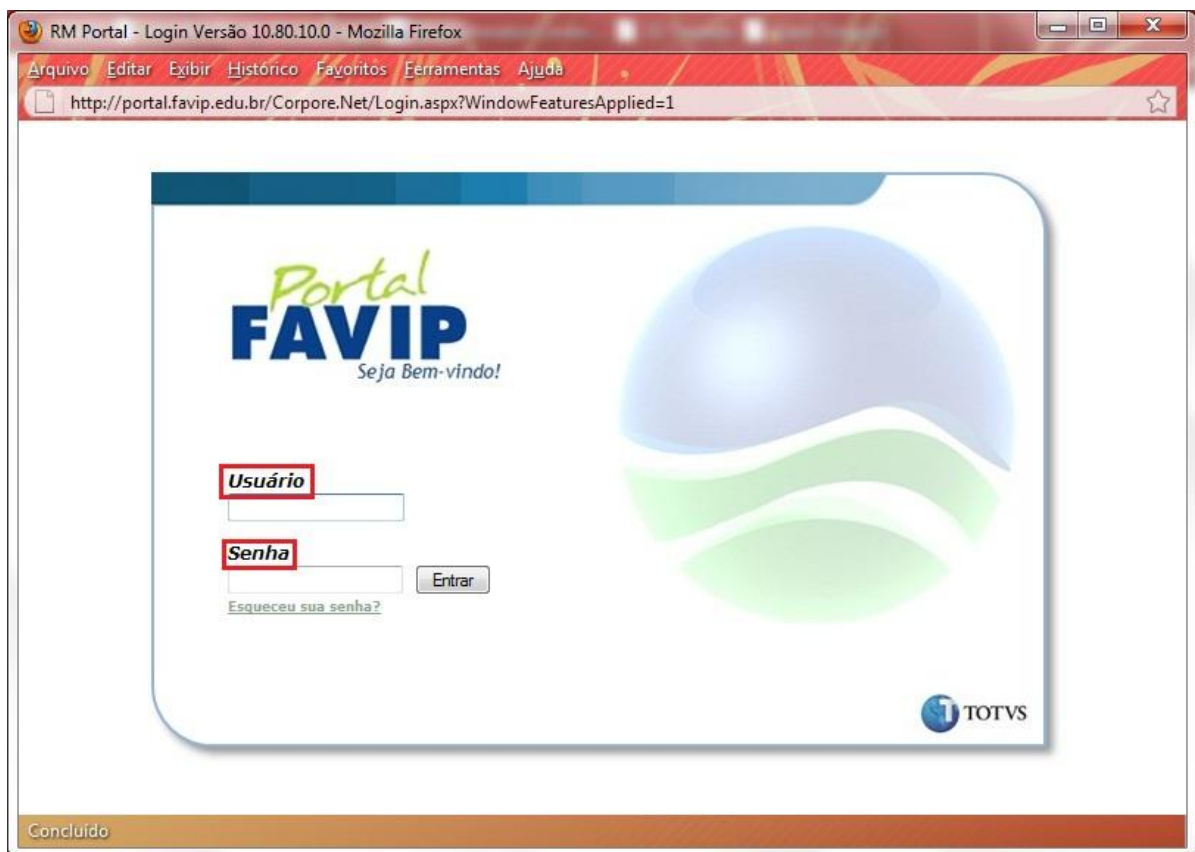 RM Portal - Login Versão 10.80.10.0 - Mozilla Firefox
Arquivo Editar Exibir Histórico Favoritos Ferramentas Ajuda
http://portal.favip.edu.br/Corpore.Net/Login.aspx?WindowFeaturesApplied=1
Portal
FAVIP
Seja Bem-vindo!
Usuário
Senha
Entrar
Esqueceu sua senha?
TOTVS
Concluído